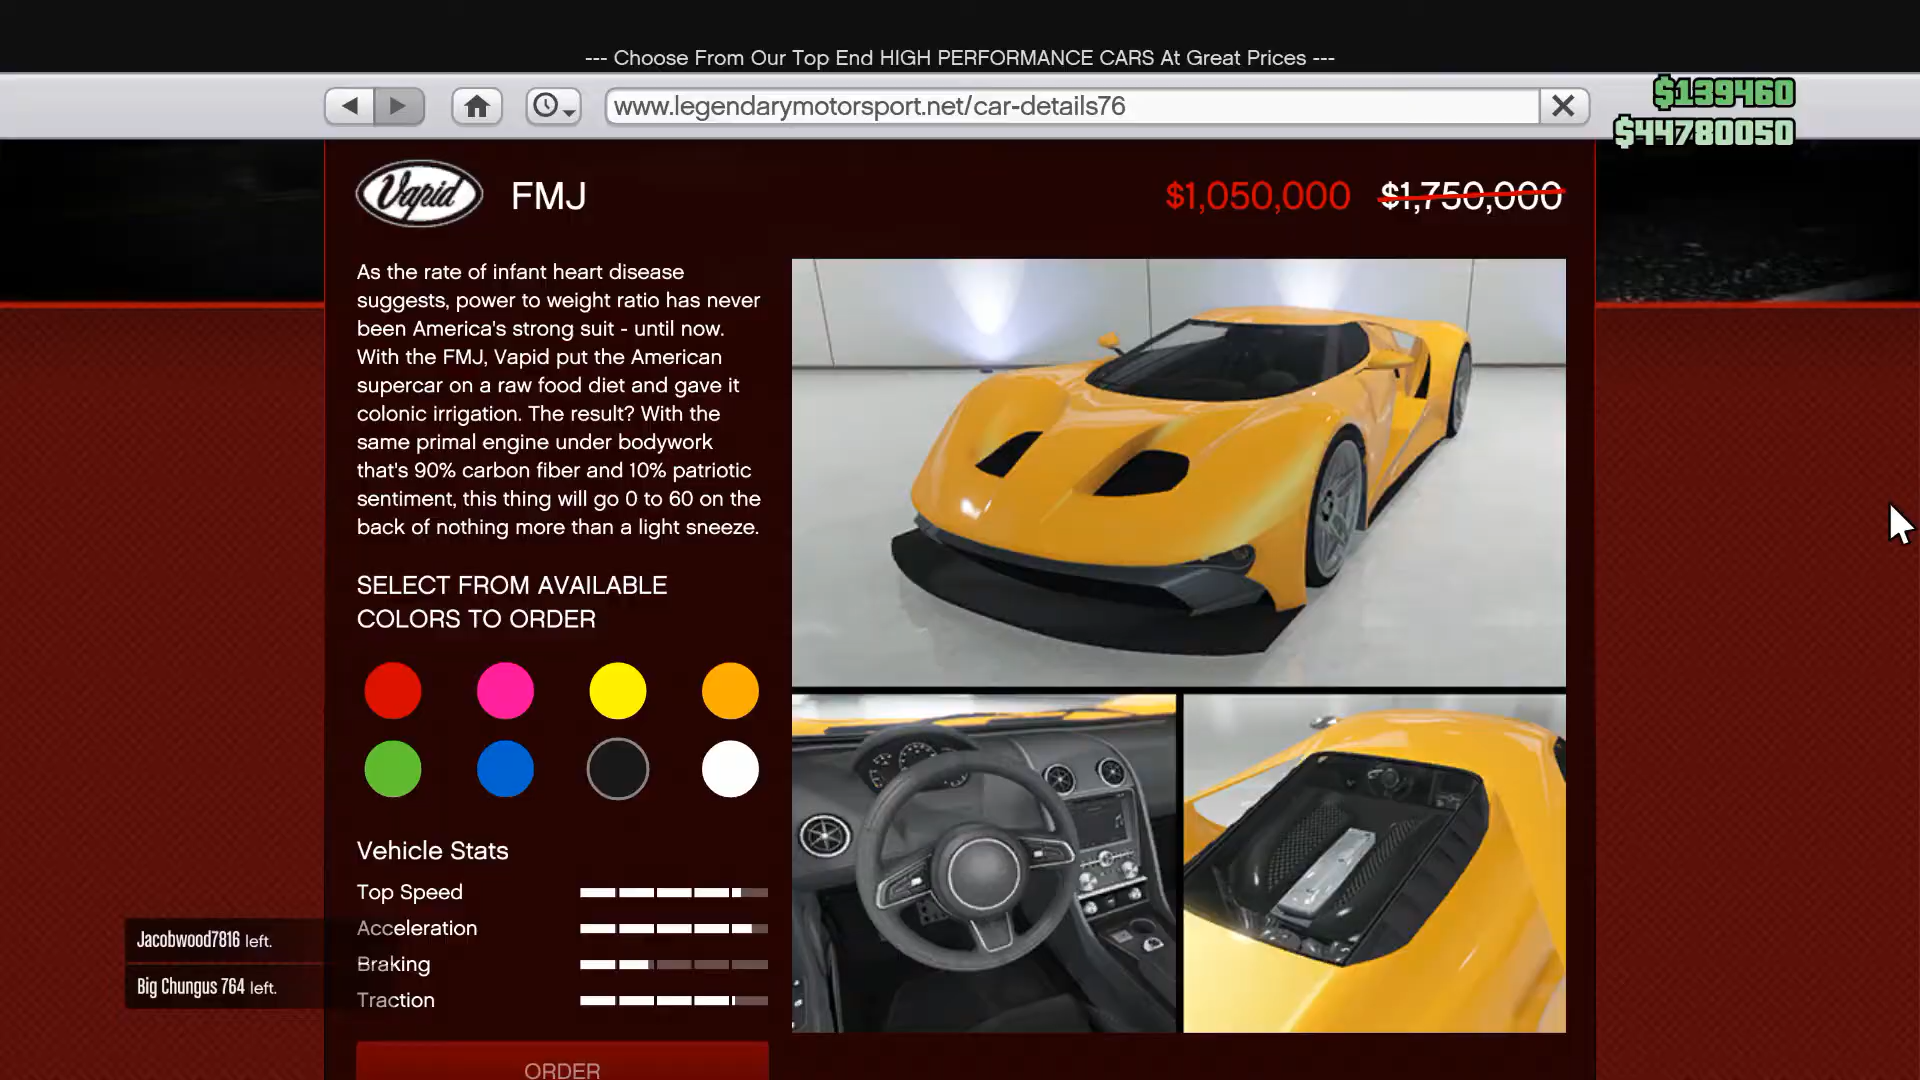 --- Choose From Our Top End HIGH PERFORMANCE CARS At Great Prices ---
www.legendarymotorsport.net/car-details76
$139460
$44780050
Vapid
FMJ
$1,050,000
$1,750,000
As the rate of infant heart disease
suggests, power to weight ratio has never
been America's strong suit - until now.
With the FMJ, Vapid put the American
supercar on a raw food diet and gave it
colonic irrigation. The result? With the
same primal engine under bodywork
that's 90% carbon fiber and 10% patriotic
sentiment, this thing will go 0 to 60 on the
back of nothing more than a light sneeze.
SELECT FROM AVAILABLE
COLORS TO ORDER
Vehicle Stats
Top Speed
Acceleration
Braking
Traction
Jacobwood7816 left.
Big Chungus 764 left.
ORDER